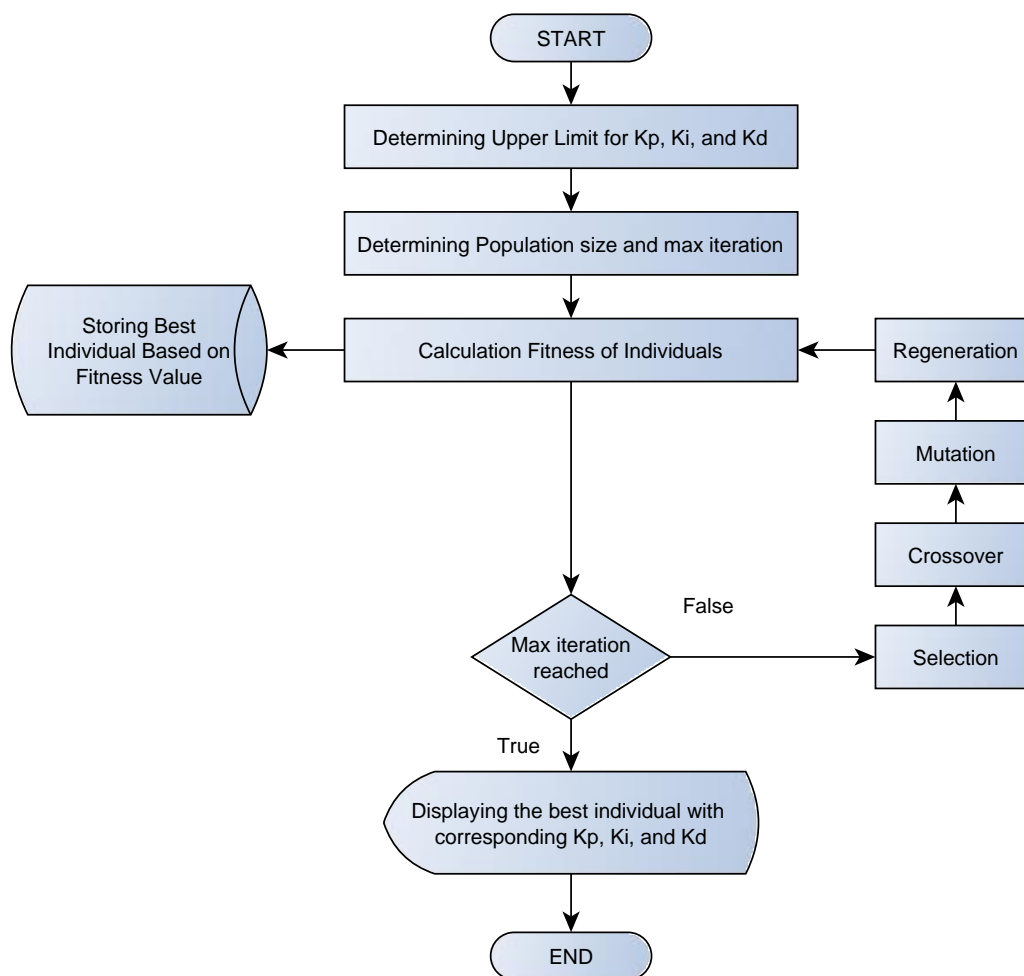 START
Determining Upper Limit for Kp, Ki, and Kd
Determining Population size and max iteration
Storing Best
Individual Based on
Fitness Value
Calculation Fitness of Individuals
Regeneration
Mutation
Crossover
False
Max iteration
reached
Selection
True
Displaying the best individual with
corresponding Kp, Ki, and Kd
END